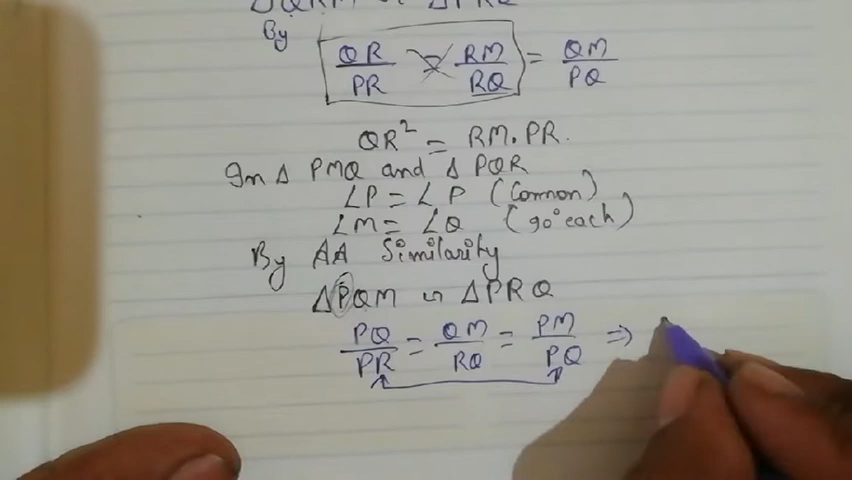 By
QR/PR = RM/RQ = QM/PQ
QR² = RM.PR.
In Δ PMQ and Δ PQR
∠P = ∠P (Common)
∠M = ∠Q (90° each)
By AA Similarity
ΔPQM ∼ ΔPRQ
PQ/PR = QM/RQ = PM/PQ ⇒